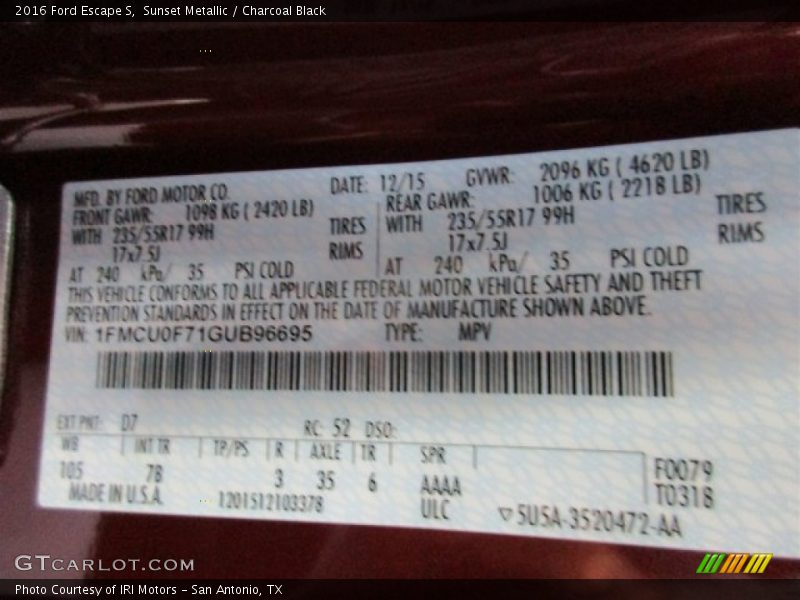 2016 Ford Escape S, Sunset Metallic / Charcoal Black
MFD. BY FORD MOTOR CO. DATE: 12/15 GVWR: 2096 KG ( 4620 LB)
FRONT GAWR: 1098 KG ( 2420 LB) REAR GAWR: 1006 KG ( 2218 LB)
WITH 235/55R17 99H TIRES WITH 235/55R17 99H TIRES
17x7.5J RIMS 17x7.5J RIMS
AT 240 kPa/ 35 PSI COLD AT 240 kPa/ 35 PSI COLD
THIS VEHICLE CONFORMS TO ALL APPLICABLE FEDERAL MOTOR VEHICLE SAFETY AND THEFT
PREVENTION STANDARDS IN EFFECT ON THE DATE OF MANUFACTURE SHOWN ABOVE.
VIN: 1FMCU0F71GUB96695 TYPE: MPV
EXT PNT: D7 RC: 52 DSO:
WB INT TR TP/PS R AXLE TR SPR
105 7B 3 35 6 AAAA
F0079
T0318
MADE IN U.S.A. 1201512103378 ULC ▽5U5A-3520472-AA
GTCARLOT.COM
Photo Courtesy of IRI Motors – San Antonio, TX